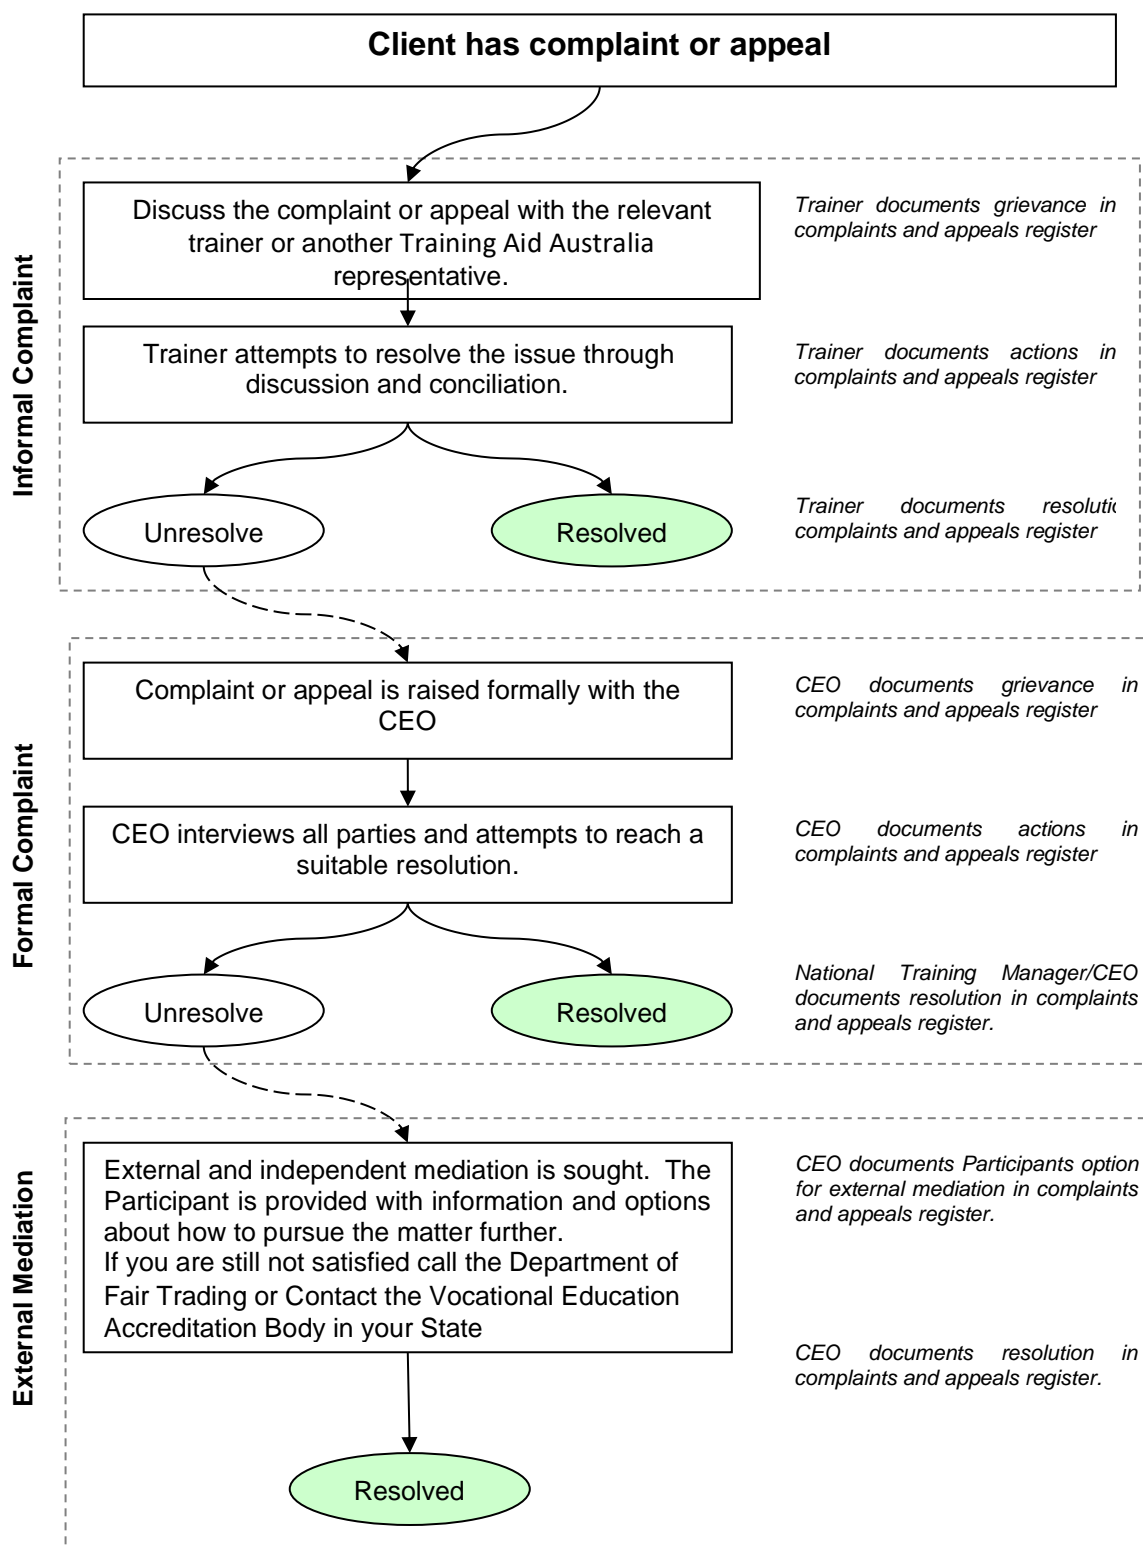 Client has complaint or appeal
Informal Complaint
Discuss the complaint or appeal with the relevant
trainer or another Training Aid Australia
representative.
Trainer documents grievance in
complaints and appeals register
Trainer attempts to resolve the issue through
discussion and conciliation.
Trainer documents actions in
complaints and appeals register
Unresolve
Resolved
Trainer documents
complaints and appeals register
Formal Complaint
Complaint or appeal is raised formally with the
CEO
CEO documents grievance in
complaints and appeals register
CEO interviews all parties and attempts to reach a
suitable resolution.
CEO documents actions in
complaints and appeals register
Unresolve
Resolved
National Training Manager/CEO
documents resolution in complaints
and appeals register.
External Mediation
External and independent mediation is sought. The
Participant is provided with information and options
about how to pursue the matter further.
If you are still not satisfied call the Department of
Fair Trading or Contact the Vocational Education
Accreditation Body in your State
CEO documents Participants option
for external mediation in complaints
and appeals register.
CEO documents resolution in
complaints and appeals register.
Resolved